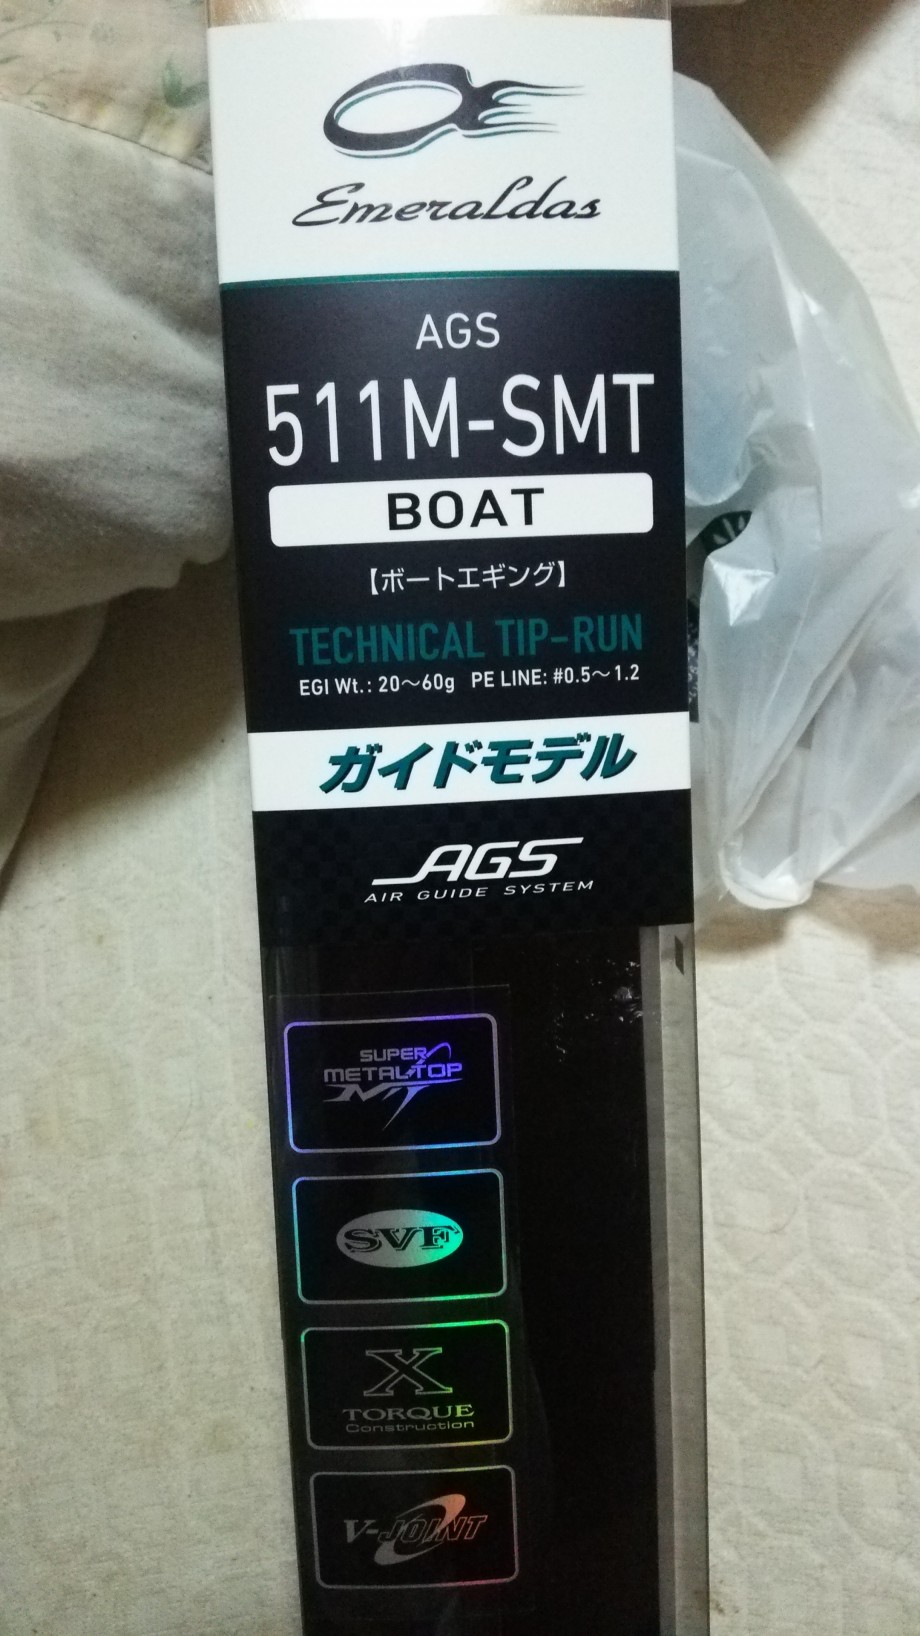 Emeraldas
AGS
511M-SMT
BOAT
【ボートエギング】
TECHNICAL TIP-RUN
EGI Wt.: 20〜60g PE LINE: #0.5〜1.2
ガイドモデル
AGS
AIR GUIDE SYSTEM
SUPER
METALTOP
MT
SVF
X
TORQUE
Construction
V-JOINT